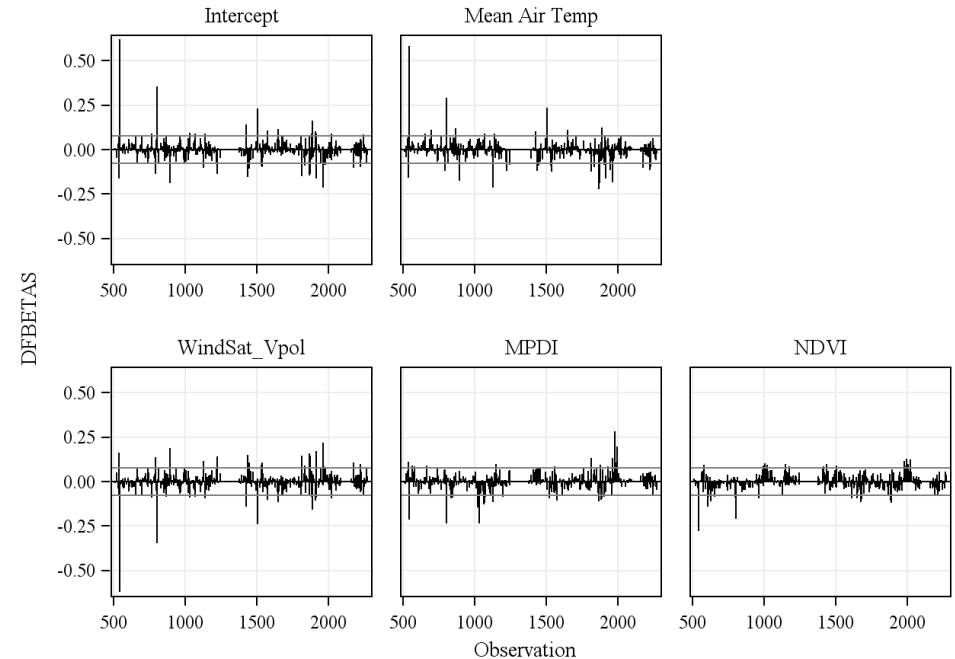 Intercept
Mean Air Temp
0.50
0.25
0.00
-0.25
-0.50
500 1000 1500 2000
500 1000 1500 2000
DFBETAS
WindSat_Vpol
MPDI
NDVI
0.50
0.25
0.00
-0.25
-0.50
500 1000 1500 2000
500 1000 1500 2000
500 1000 1500 2000
Observation